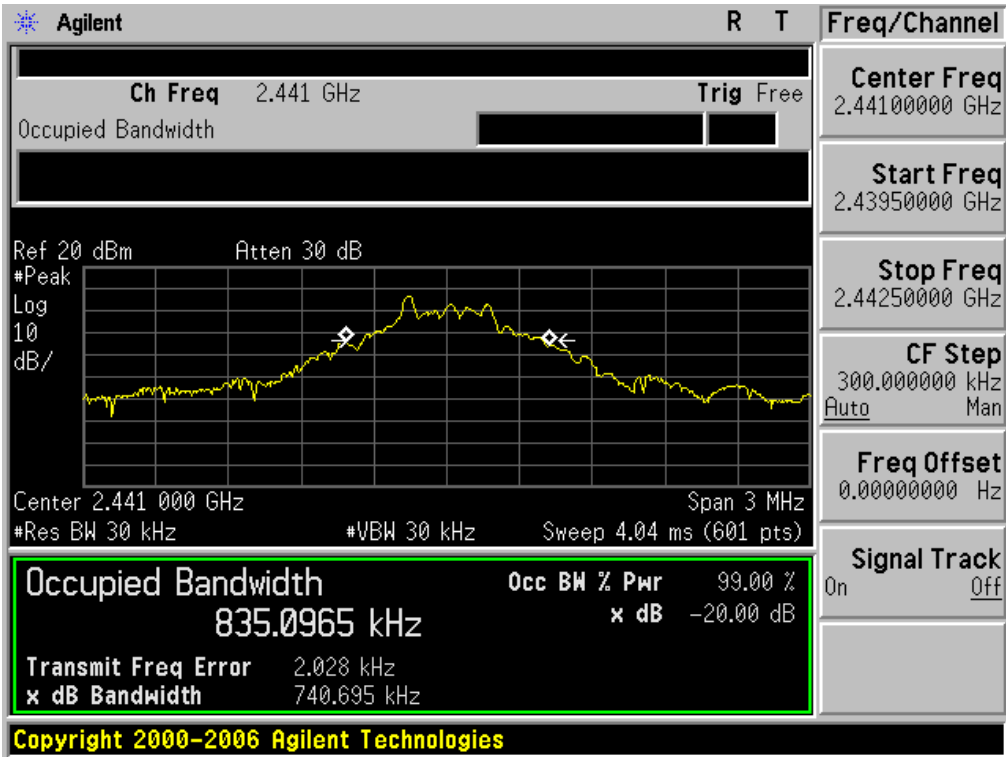 Agilent R T Freq/Channel
Ch Freq 2.441 GHz Trig Free
Occupied Bandwidth
Center Freq
2.44100000 GHz
Start Freq
2.43950000 GHz
Stop Freq
2.44250000 GHz
CF Step
300.000000 kHz
Auto Man
Freq Offset
0.00000000 Hz
Signal Track
On Off
Ref 20 dBm Atten 30 dB
#Peak
Log
10
dB/
Center 2.441 000 GHz Span 3 MHz
#Res BW 30 kHz #VBW 30 kHz Sweep 4.04 ms (601 pts)
Occupied Bandwidth Occ BW % Pwr 99.00 %
835.0965 kHz x dB -20.00 dB
Transmit Freq Error 2.028 kHz
x dB Bandwidth 740.695 kHz
Copyright 2000-2006 Agilent Technologies